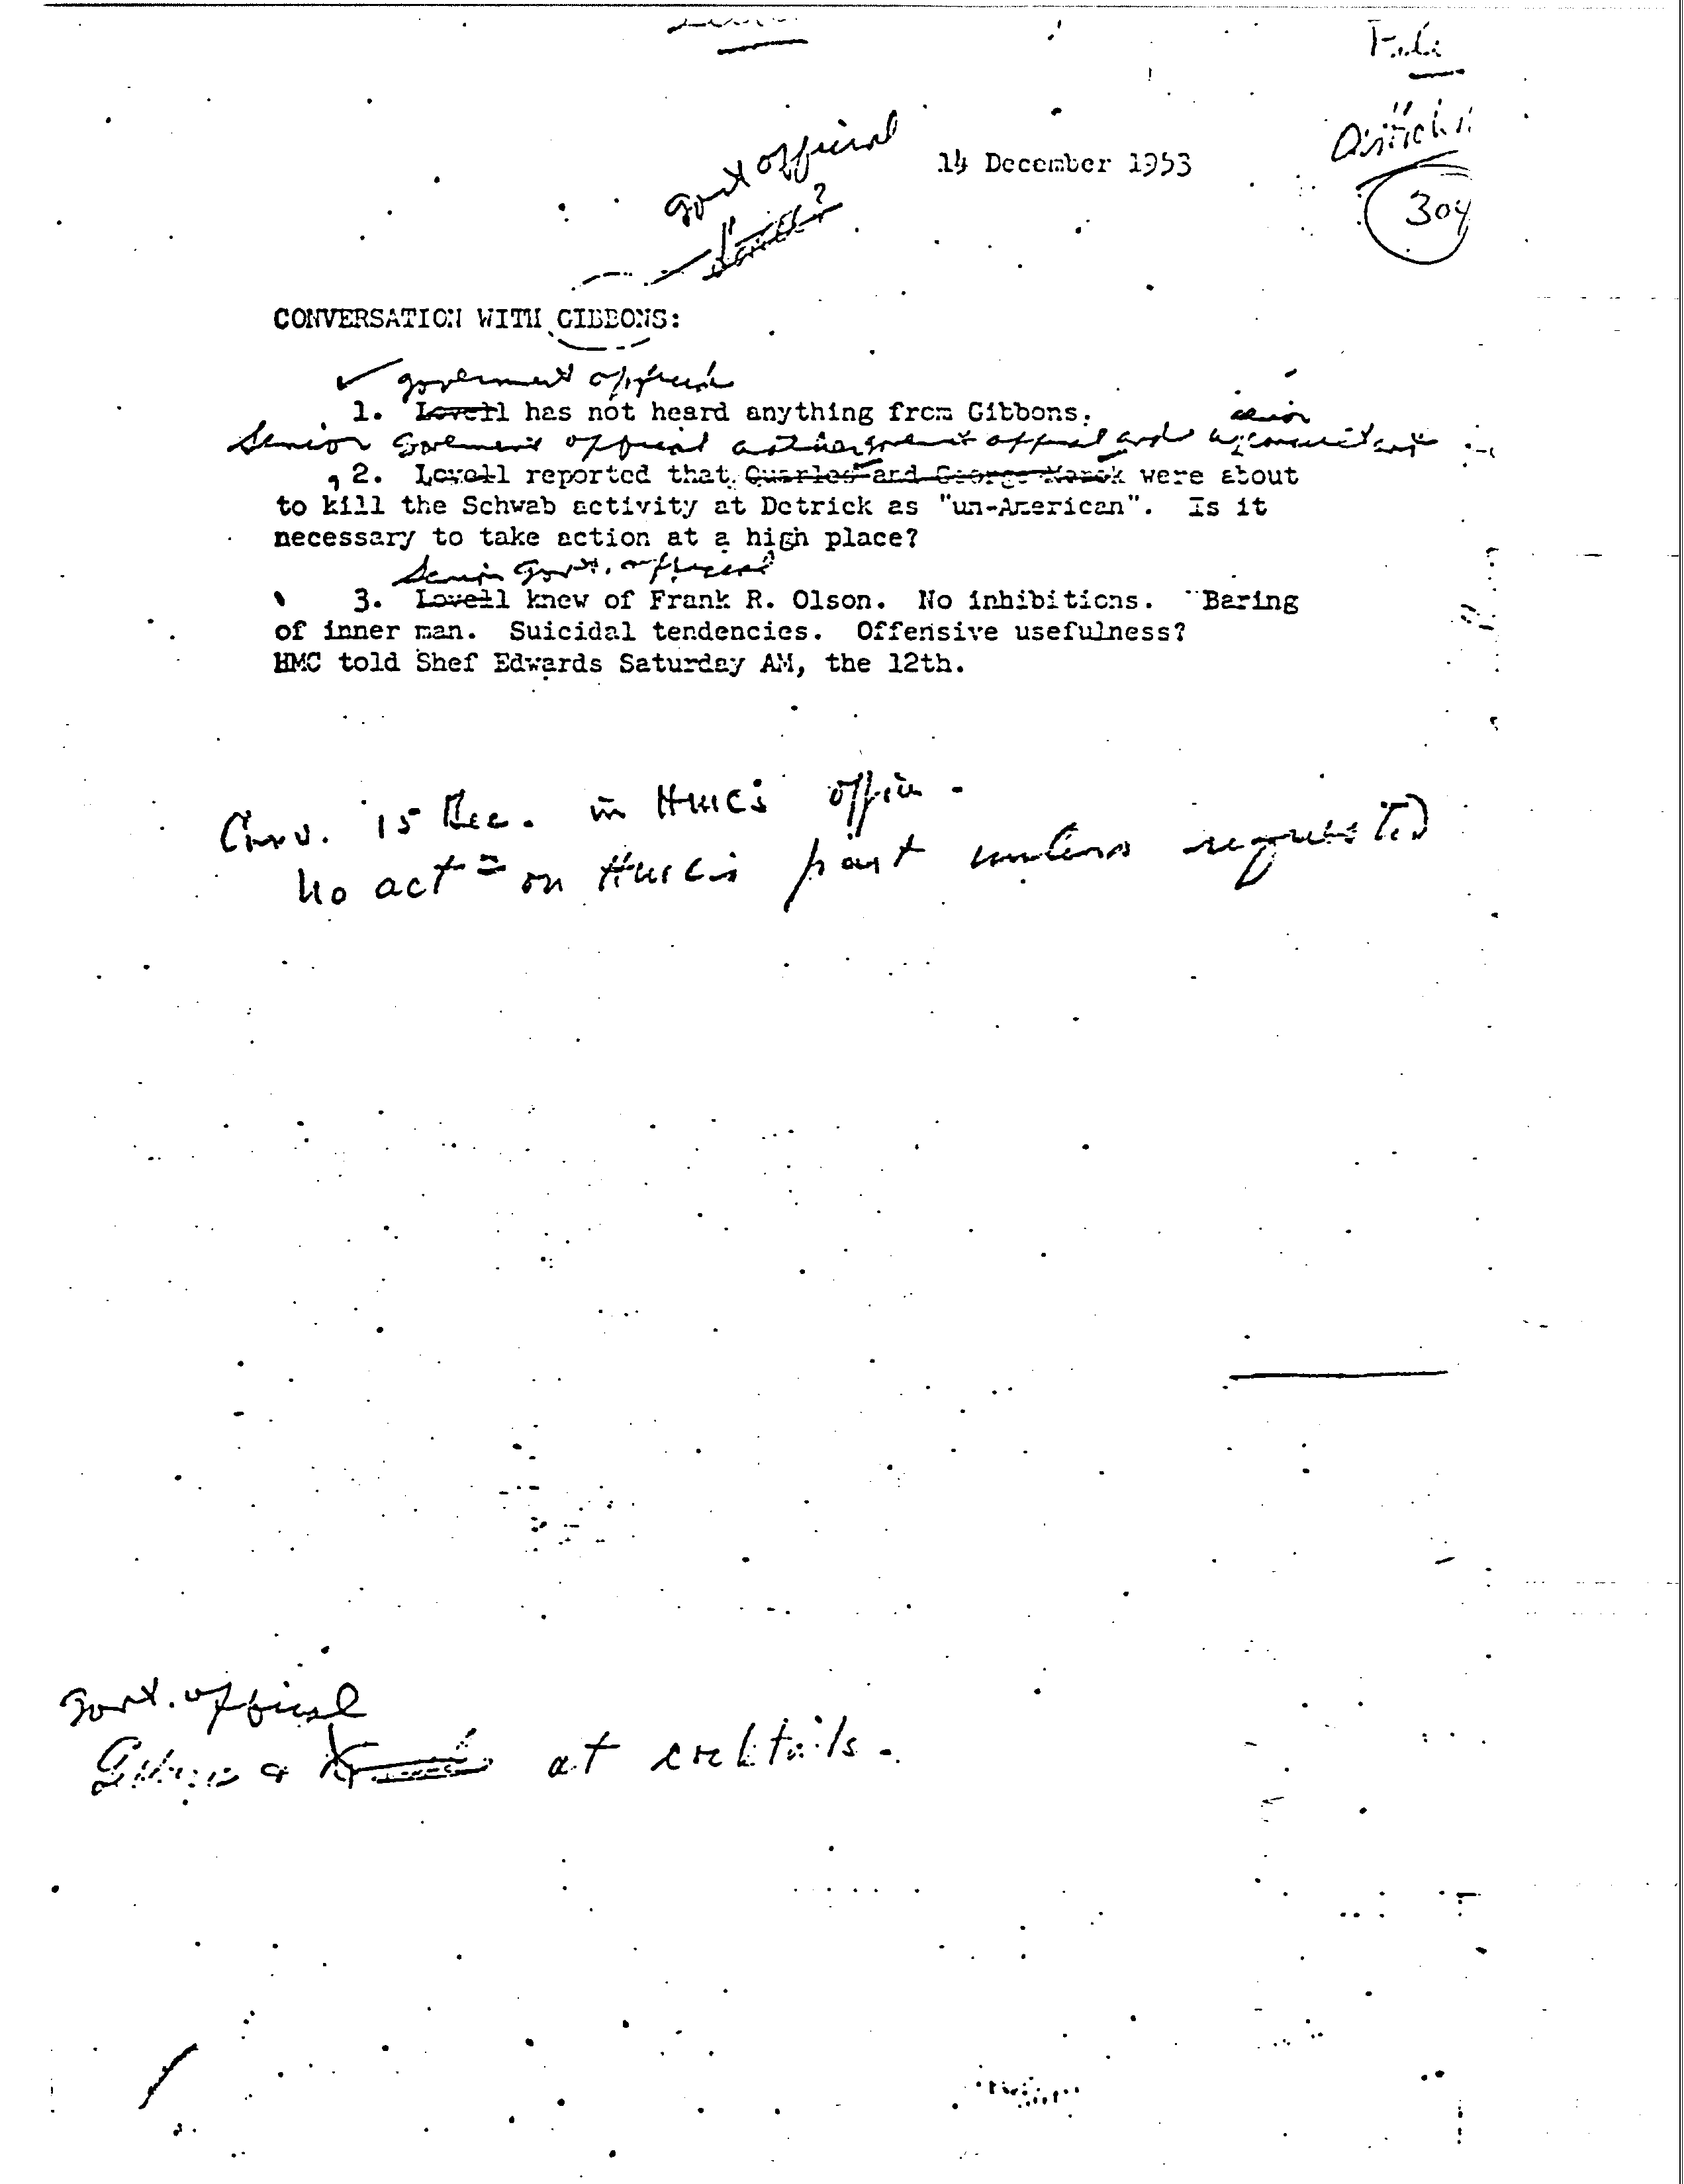 File
govt official
14 December 1953
304
CONVERSATION WITH GIBBONS:
government official
1. Lovell has not heard anything from Gibbons.
senior
Senior Government official another government official and a consultant
2. Lovell reported that Quarles and George were about
to kill the Schwab activity at Detrick as "un-American". Is it
necessary to take action at a high place?
Senior Govt. official
3. Lovell knew of Frank R. Olson. No inhibitions. "Baring
of inner man. Suicidal tendencies. Offensive usefulness?
HMC told Shef Edwards Saturday AM, the 12th.
Conv. 15 Dec. in HMC's office -
No actn on HMC's part unless requested
govt. official
Gibbons & at cocktails -